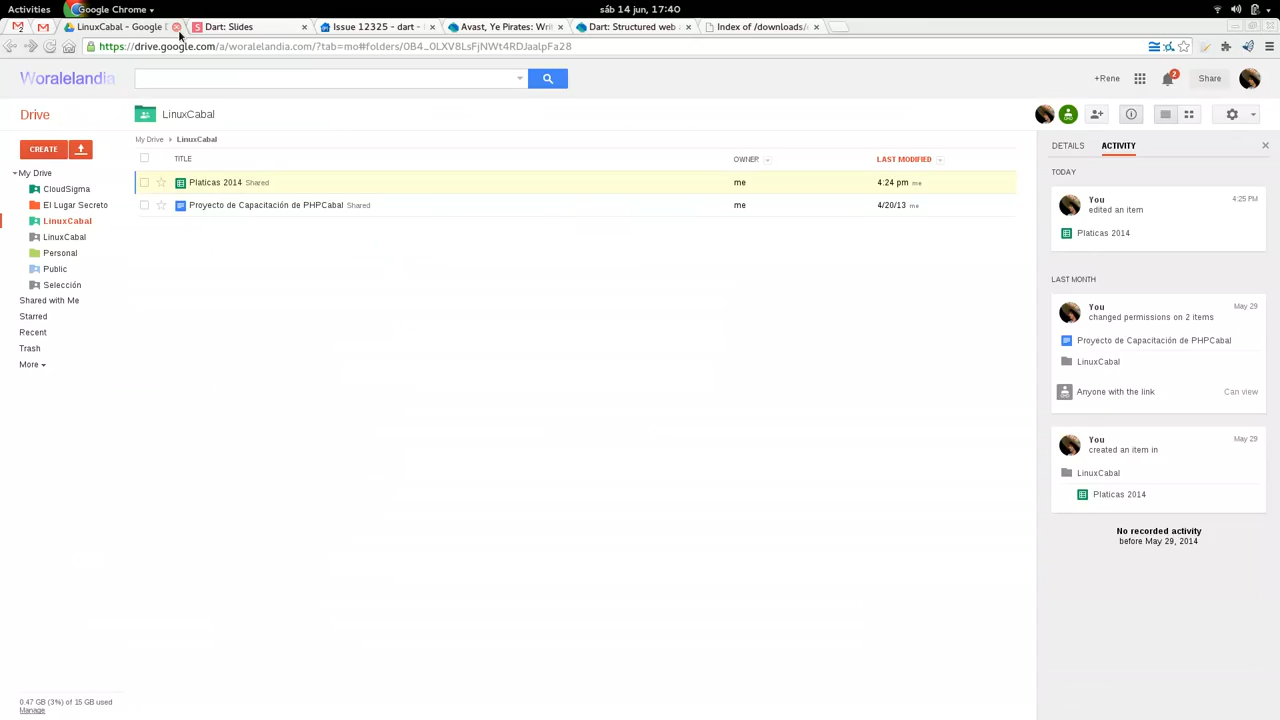 Activities Google Chrome sáb 14 jun, 17:40
LinuxCabal - Google D Dart: Slides Issue 12325 - dart - Avast, Ye Pirates: Wri Dart: Structured web Index of /downloads/
https://drive.google.com/a/woralelandia.com/?tab=mo#folders/0B4_0LXV8LsFjNWt4RDJaalpFa28
Woralelandia +Rene 2 Share
Drive LinuxCabal
CREATE
My Drive LinuxCabal
TITLE OWNER LAST MODIFIED
Platicas 2014 Shared me 4:24 pm me
Proyecto de Capacitación de PHPCabal Shared me 4/20/13 me
My Drive
CloudSigma
El Lugar Secreto
LinuxCabal
LinuxCabal
Personal
Public
Selección
Shared with Me
Starred
Recent
Trash
More
0.47 GB (3%) of 15 GB used
Manage
DETAILS ACTIVITY
TODAY
You 4:25 PM
edited an item
Platicas 2014
LAST MONTH
You May 29
changed permissions on 2 items
Proyecto de Capacitación de PHPCabal
LinuxCabal
Anyone with the link Can view
You May 29
created an item in
LinuxCabal
Platicas 2014
No recorded activity
before May 29, 2014